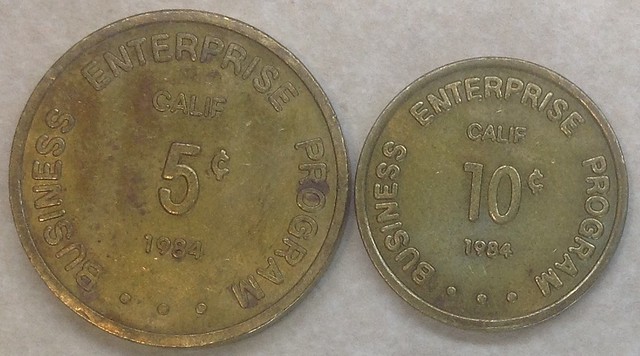 BUSINESS ENTERPRISE PROGRAM
CALIF
5¢
1984
BUSINESS ENTERPRISE PROGRAM
CALIF
10¢
1984